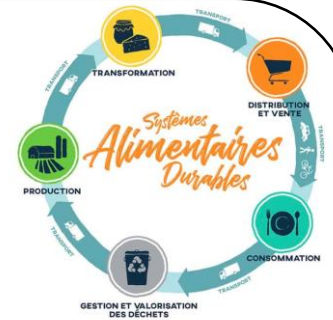 TRANSPORT
TRANSFORMATION
TRANSPORT
DISTRIBUTION
ET VENTE
Systèmes
Alimentaires
Durables
PRODUCTION
TRANSPORT
CONSOMMATION
TRANSPORT
TRANSPORT
GESTION ET VALORISATION
DES DÉCHETS